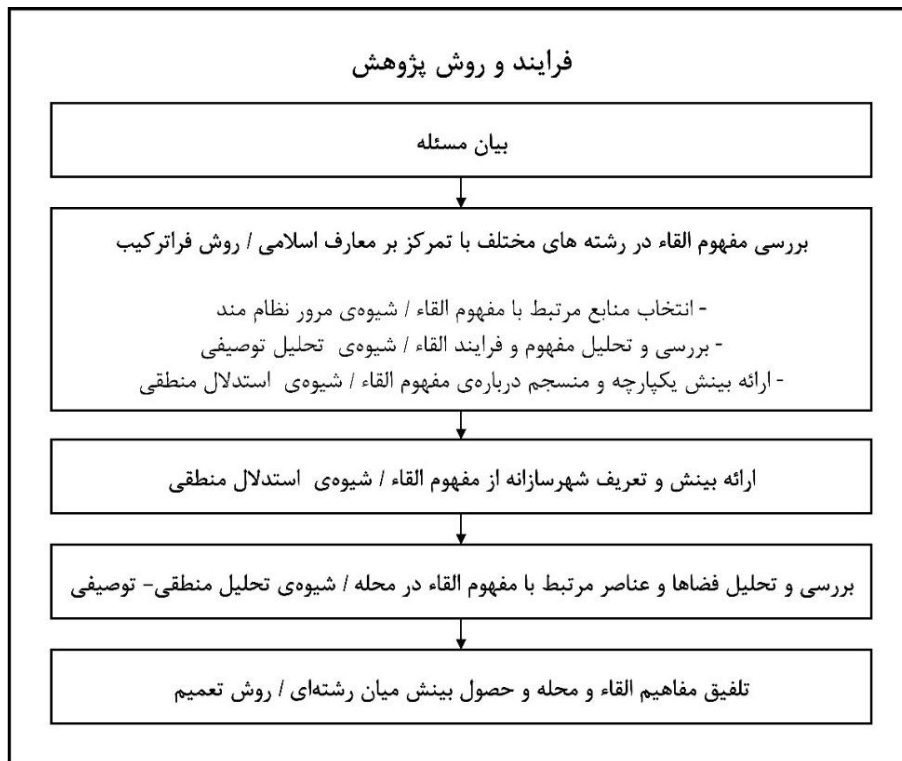 فرایند و روش پژوهش
بیان مسئله
بررسی مفهوم القاء در رشته های مختلف با تمرکز بر معارف اسلامی / روش فراترکیب
- انتخاب منابع مرتبط با مفهوم القاء / شیوه‌ی مرور نظام مند
- بررسی و تحلیل مفهوم و فرایند القاء / شیوه‌ی تحلیل توصیفی
- ارائه بینش یکپارچه و منسجم درباره‌ی مفهوم القاء / شیوه‌ی استدلال منطقی
ارائه بینش و تعریف شهرسازانه از مفهوم القاء / شیوه‌ی استدلال منطقی
بررسی و تحلیل فضاها و عناصر مرتبط با مفهوم القاء در محله / شیوه‌ی تحلیل منطقی– توصیفی
تلفیق مفاهیم القاء و محله و حصول بینش میان رشته‌ای / روش تعمیم